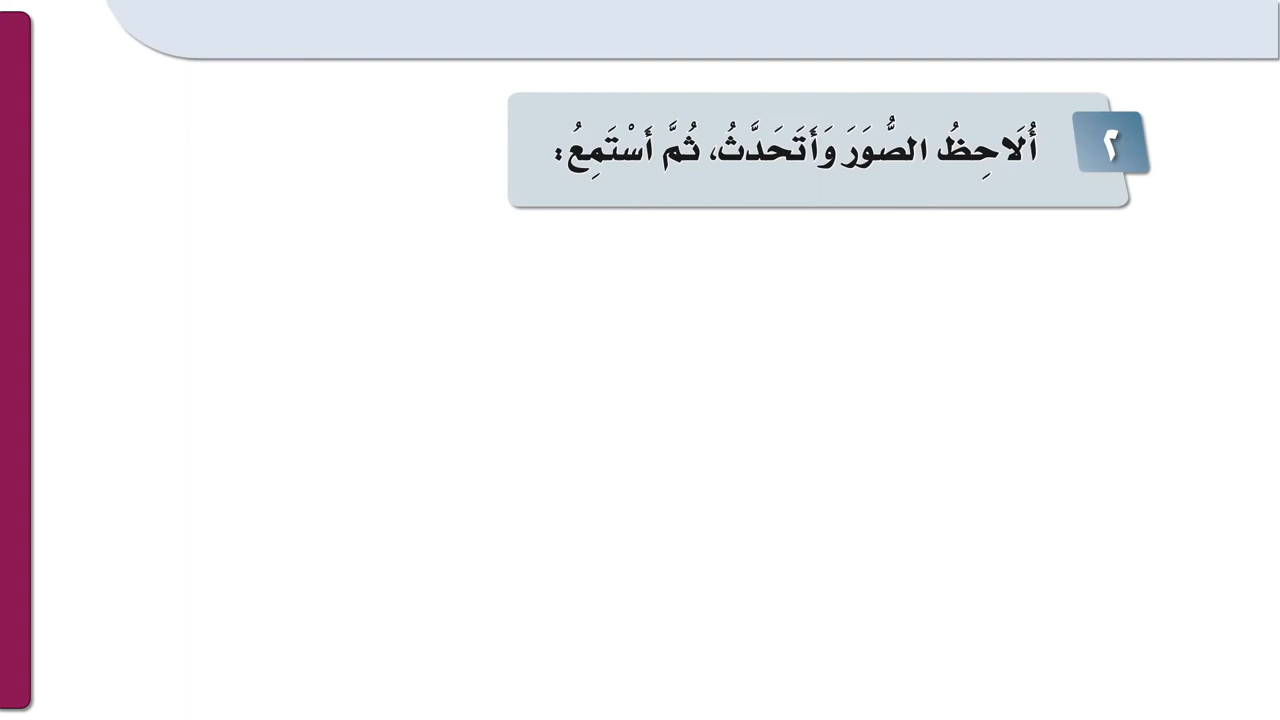 ٢ أُلَاحِظُ الصُّوَرَ وَأَتَحَدَّثُ، ثُمَّ أَسْتَمِعُ: